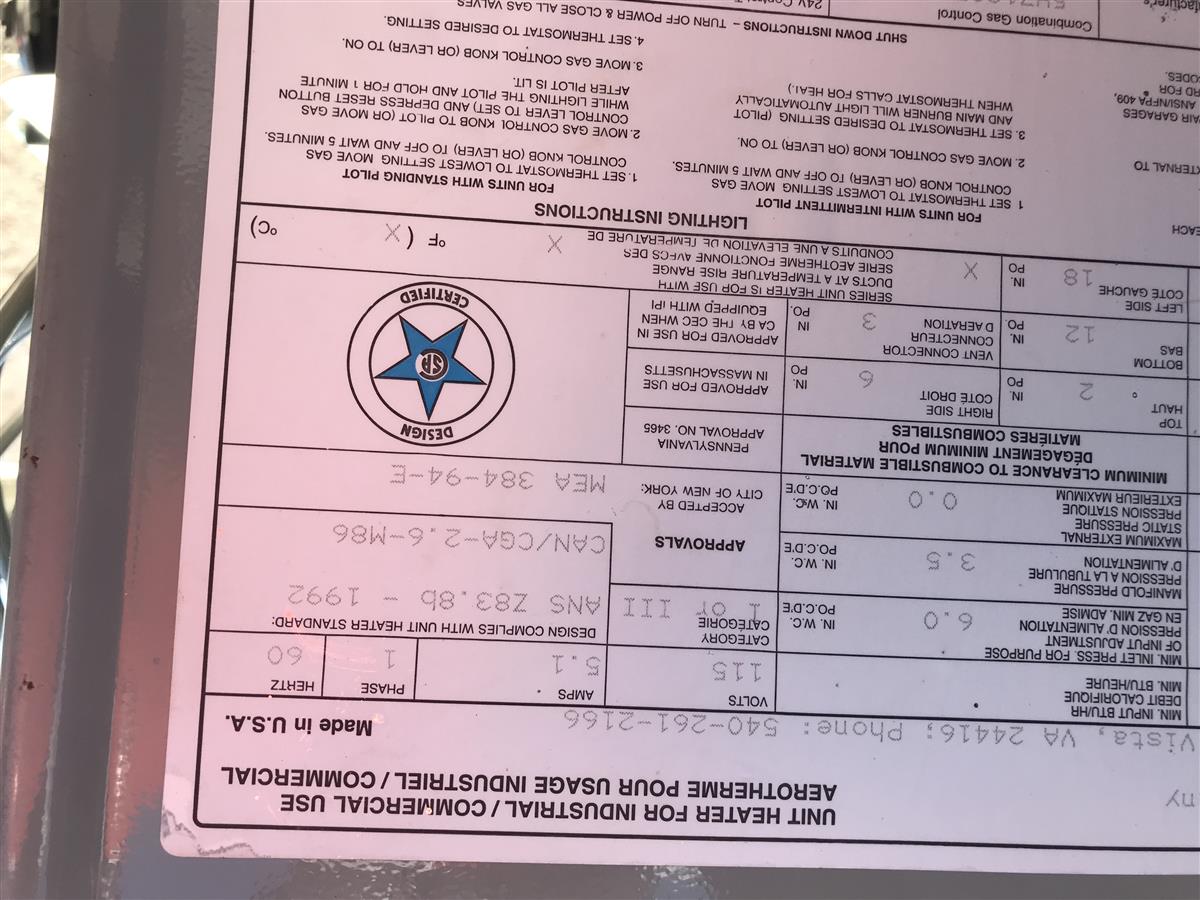 UNIT HEATER FOR INDUSTRIAL / COMMERCIAL USE
AEROTHERME POUR USAGE INDUSTRIEL / COMMERCIAL
ny
Vista, VA 24416; Phone: 540-261-2166
Made in U.S.A.
MIN. INPUT BTU/HR
DEBIT CALORIFIQUE
MIN. BTU/HEURE
VOLTS
115
AMPS
5.1
PHASE
1
HERTZ
60
MIN. INLET PRESS. FOR PURPOSE
OF INPUT ADJUSTMENT
PRESSION D'ALIMENTATION
EN GAZ MIN. ADMISE
6.0
IN. W.C.
PO.C.D'E
CATEGORY
CATEGORIE
I or III
DESIGN COMPLIES WITH UNIT HEATER STANDARD:
ANS Z83.8b - 1992
CAN/CGA-2.6-M86
MANIFOLD PRESSURE
PRESSION A LA TUBULURE
D'ALIMENTATION
3.5
IN. W.C.
PO.C.D'E
APPROVALS
MAXIMUM EXTERNAL
STATIC PRESSURE
PRESSION STATIQUE
EXTERIEUR MAXIMUM
0.0
IN. W.C.
PO.C.D'E
ACCEPTED BY
CITY OF NEW YORK:
MEA 384-94-E
MINIMUM CLEARANCE TO COMBUSTIBLE MATERIAL
DÉGAGEMENT MINIMUM POUR
MATIÈRES COMBUSTIBLES
PENNSYLVANIA
APPROVAL NO. 3465
TOP
HAUT
2
IN.
PO
RIGHT SIDE
COTÉ DROIT
6
IN.
PO
APPROVED FOR USE
IN MASSACHUSETTS
BOTTOM
BAS
12
IN.
PO.
VENT CONNECTOR
CONNECTEUR
D AERATION
3
IN
PO.
APPROVED FOR USE IN
CA BY THE CEC WHEN
EQUIPPED WITH IPI
DESIGN
CERTIFIED
LEFT SIDE
COTÉ GAUCHE
18
IN.
PO
X
SERIES UNIT HEATER IS FOR USE WITH
DUCTS AT A TEMPERATURE RISE RANGE
SERIE AEOTHERME FONCTIONNE AVFCS DES
CONDUITS A UNE ELEVATION DE TEMPERATURE DE
X
°F ( X
°C)
LIGHTING INSTRUCTIONS
EACH
XTERNAL TO
AIR GARAGES
ANSI/NFPA 409,
RD FOR
ODES.
FOR UNITS WITH INTERMITTENT PILOT
1 SET THERMOSTAT TO LOWEST SETTING MOVE GAS
CONTROL KNOB (OR LEVER) TO OFF AND WAIT 5 MINUTES.
2. MOVE GAS CONTROL KNOB (OR LEVER) TO ON.
3. SET THERMOSTAT TO DESIRED SETTING (PILOT
AND MAIN BURNER WILL LIGHT AUTOMATICALLY
WHEN THERMOSTAT CALLS FOR HEAT.)
FOR UNITS WITH STANDING PILOT
1. SET THERMOSTAT TO LOWEST SETTING MOVE GAS
CONTROL KNOB (OR LEVER) TO OFF AND WAIT 5 MINUTES.
2. MOVE GAS CONTROL KNOB TO PILOT (OR MOVE GAS
CONTROL LEVER TO SET) AND DEPRESS RESET BUTTON
WHILE LIGHTING THE PILOT AND HOLD FOR 1 MINUTE
AFTER PILOT IS LIT.
3. MOVE GAS CONTROL KNOB (OR LEVER) TO ON.
4. SET THERMOSTAT TO DESIRED SETTING.
SHUT DOWN INSTRUCTIONS – TURN OFF POWER & CLOSE ALL GAS VALVES
Combination Gas Control
24V